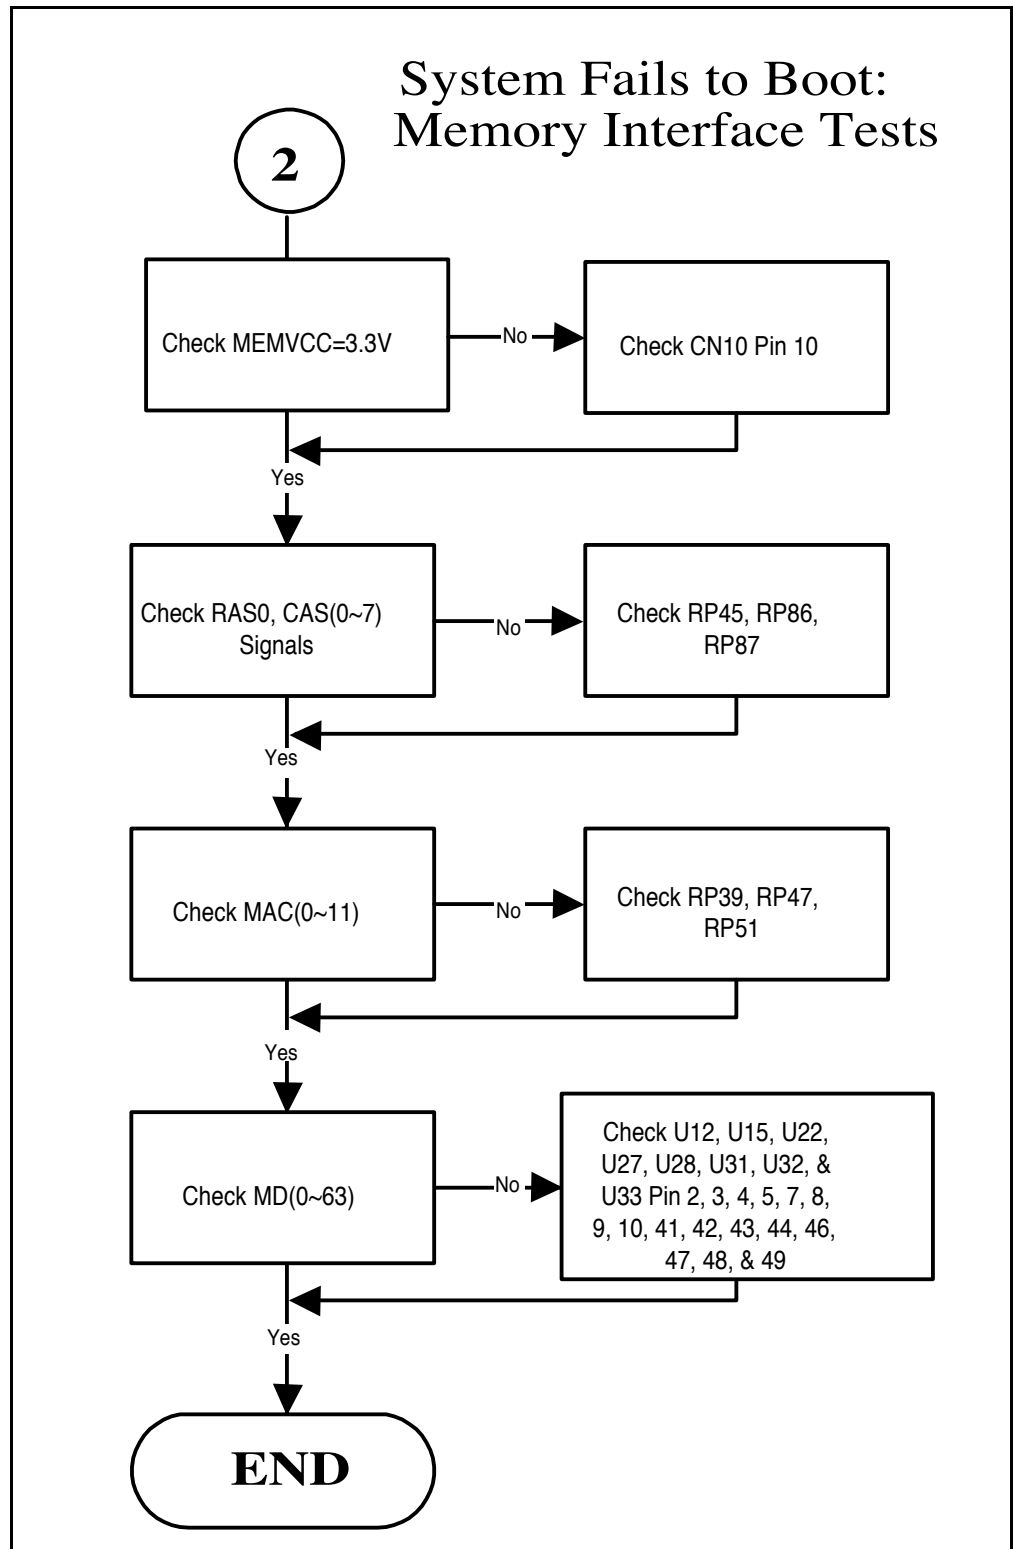 System Fails to Boot:
Memory Interface Tests
2
Check MEMVCC=3.3V
No
Check CN10 Pin 10
Yes
Check RAS0, CAS(0~7)
Signals
No
Check RP45, RP86,
RP87
Yes
Check MAC(0~11)
No
Check RP39, RP47,
RP51
Yes
Check MD(0~63)
No
Check U12, U15, U22,
U27, U28, U31, U32, &
U33 Pin 2, 3, 4, 5, 7, 8,
9, 10, 41, 42, 43, 44, 46,
47, 48, & 49
Yes
END